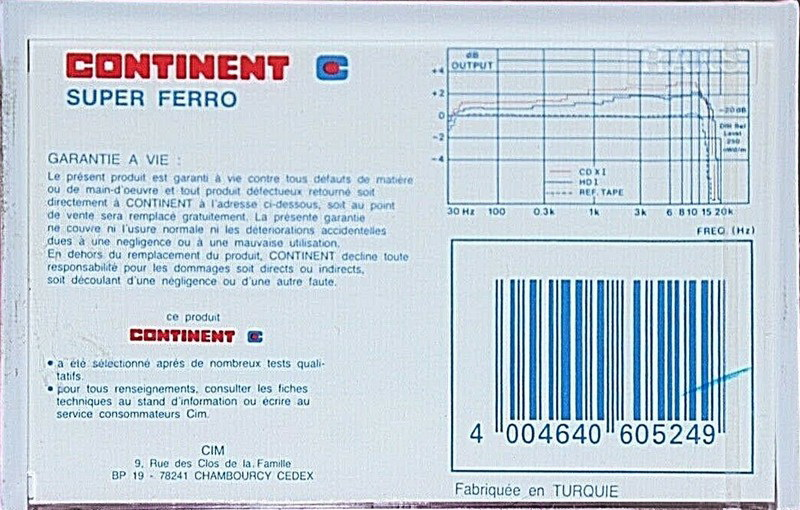 CONTINENT C
SUPER FERRO
GARANTIE A VIE :
Le présent produit est garanti à vie contre tous défauts de matière
ou de main-d'oeuvre et tout produit défectueux retourné soit
directement à CONTINENT à l'adresse ci-dessous, soit au point
de vente sera remplacé gratuitement. La présente garantie
ne couvre ni l'usure normale ni les détériorations accidentelles
dues à une negligence ou à une mauvaise utilisation.
En dehors du remplacement du produit, CONTINENT decline toute
responsabilité pour les dommages soit directs ou indirects,
soit découlant d'une négligence ou d'une autre faute.
ce produit
CONTINENT C
• a été sélectionné aprés de nombreux tests quali-
tatifs.
• pour tous renseignements, consulter les fiches
techniques au stand d'information ou écrire au
service consommateurs Cim.
CIM
9, Rue des Clos de la Famille
BP 19 - 78241 CHAMBOURCY CEDEX
dB
OUTPUT
+4
+2
0
-2
-4
-20 dB
DIN Ref
Level
250
nWd/m
CDX I
HD I
REF. TAPE
30 Hz 100 0.3k 1k 3k 6 8 10 15 20k
FREQ (Hz)
4 004640 605249
Fabriquée en TURQUIE